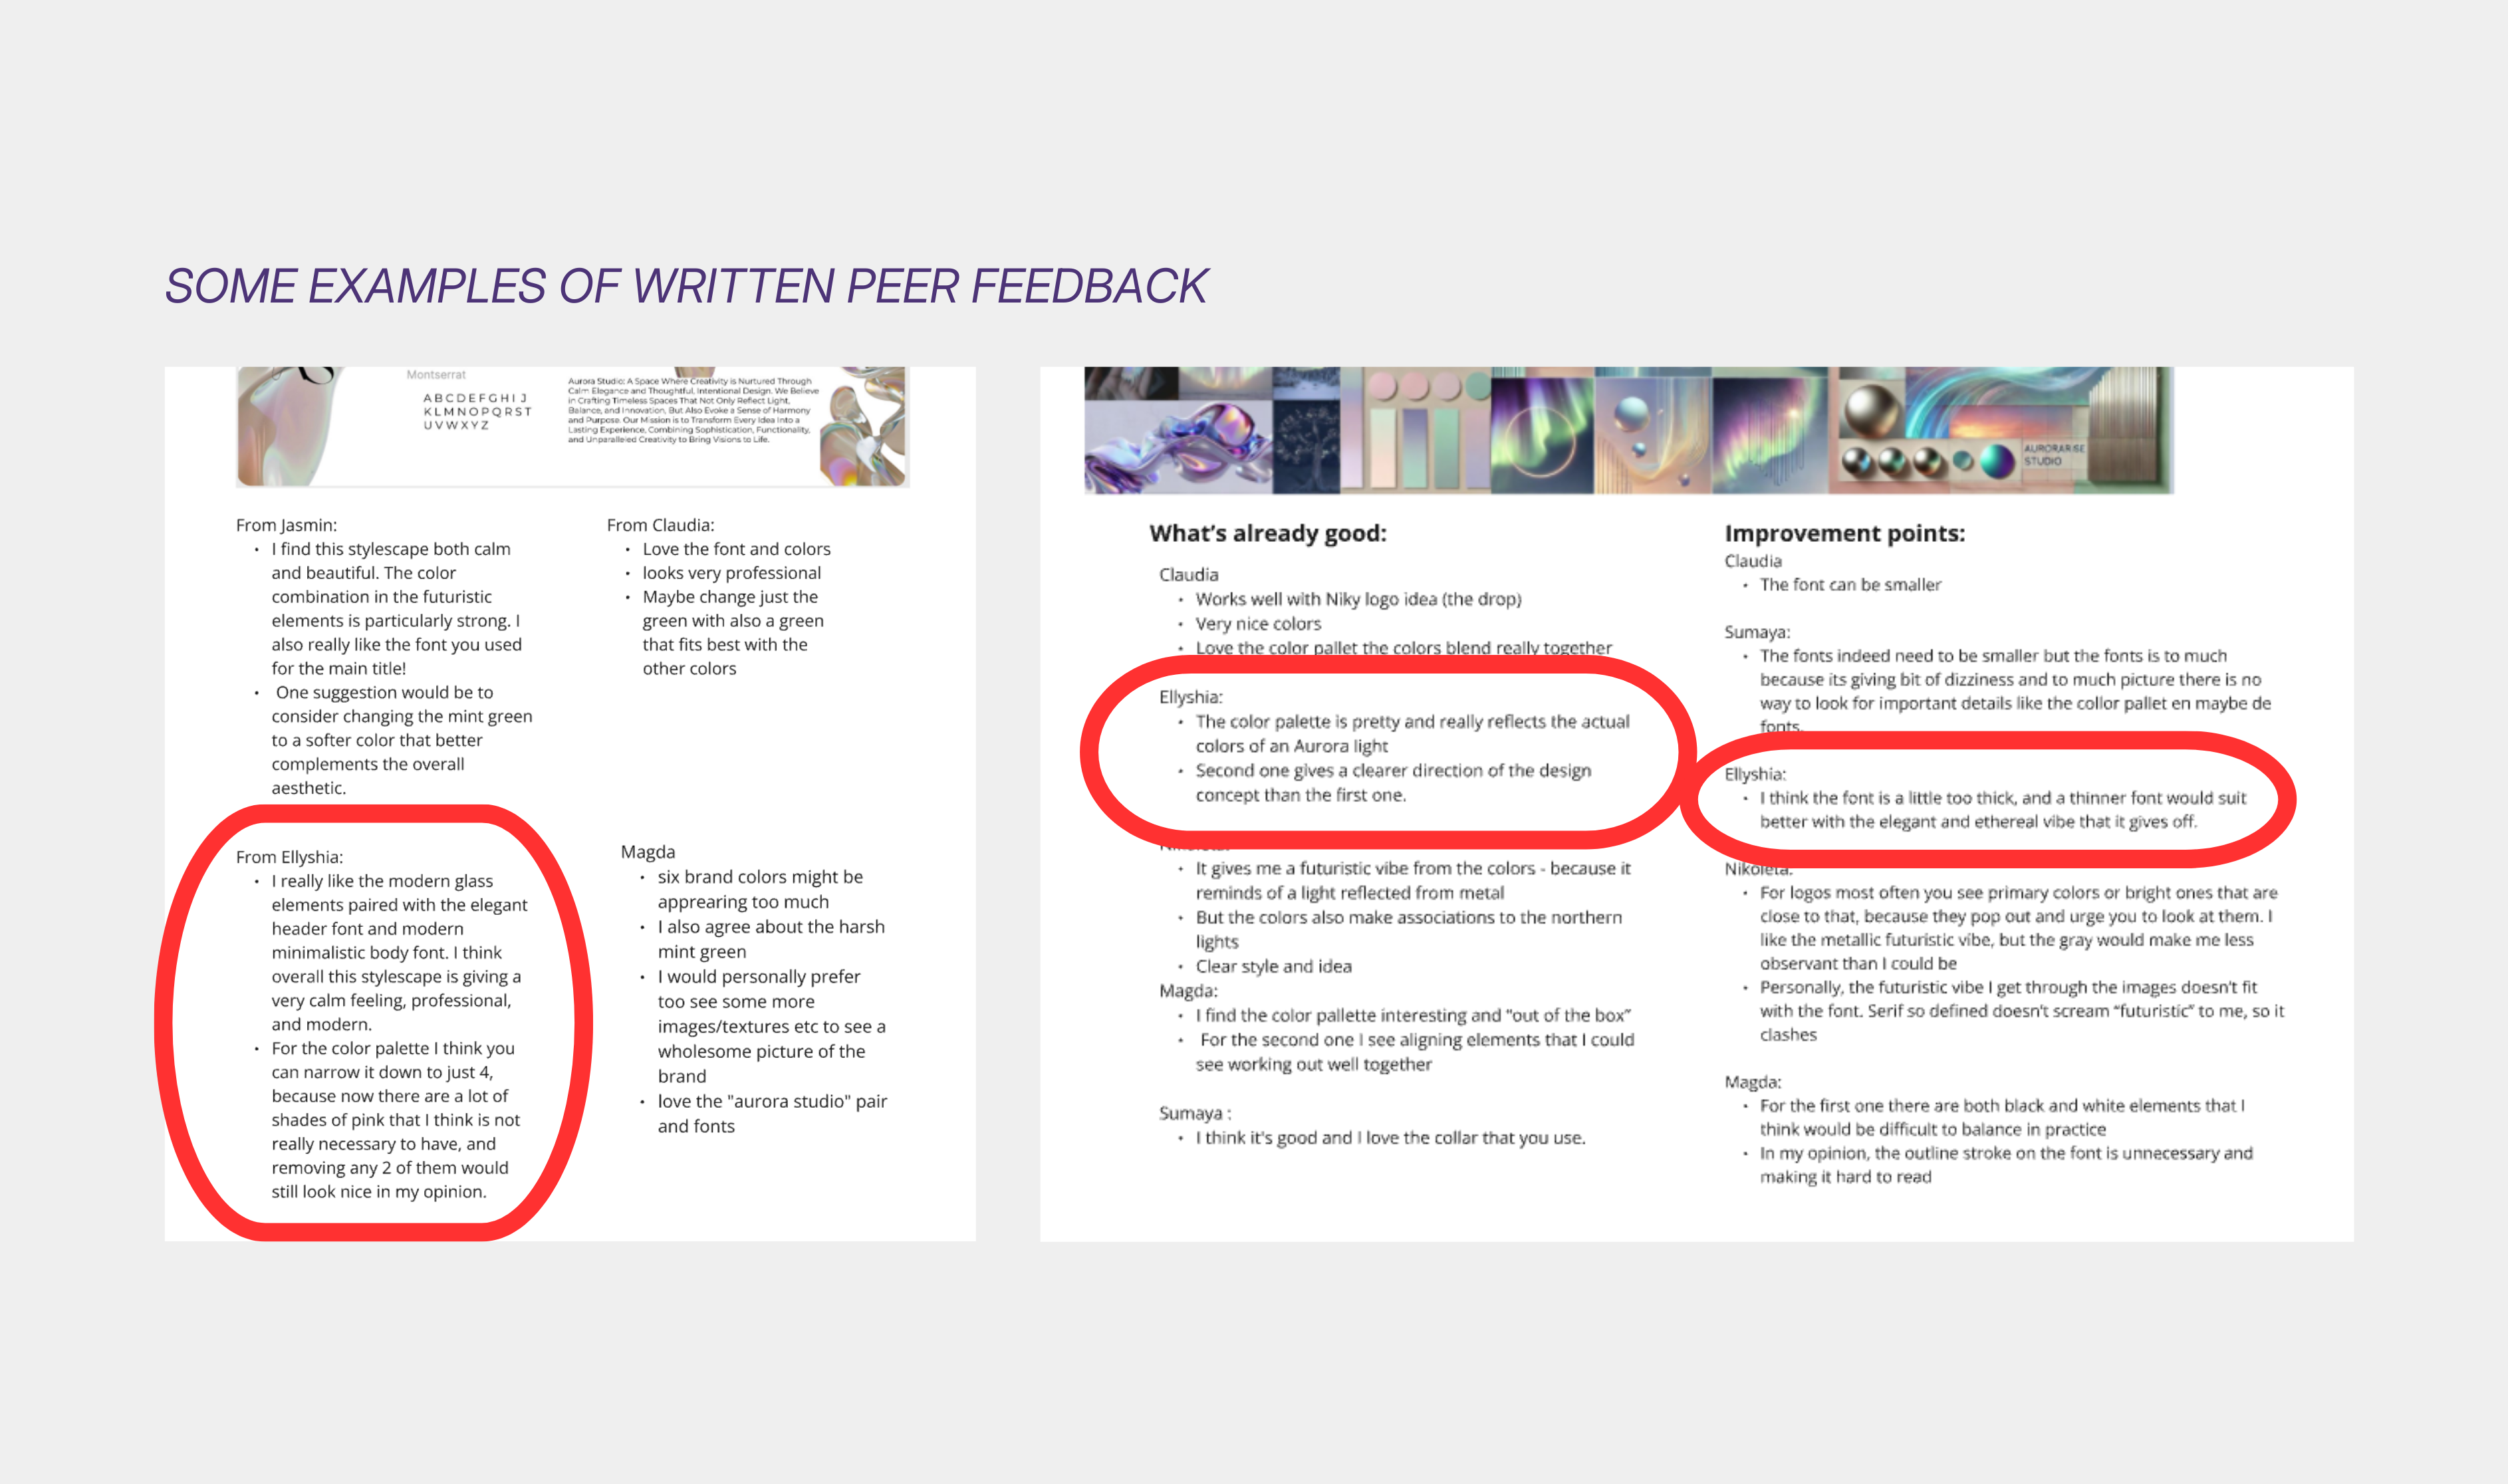 SOME EXAMPLES OF WRITTEN PEER FEEDBACK
Montserrat
ABCDEFGHIJ
KLMNOPQRST
UVWXYZ
Aurora Studio: A Space Where Creativity is Nurtured Through
Calm Elegance and Thoughtful, Intentional Design. We Believe
in Crafting Timeless Spaces That Not Only Reflect Light,
Balance, and Innovation, But Also Evoke a Sense of Harmony
and Purpose. Our Mission is to Transform Every Idea Into a
Lasting Experience, Combining Sophistication, Functionality,
and Unparalleled Creativity to Bring Visions to Life.
From Jasmin:
• I find this stylescape both calm
and beautiful. The color
combination in the futuristic
elements is particularly strong. I
also really like the font you used
for the main title!
• One suggestion would be to
consider changing the mint green
to a softer color that better
complements the overall
aesthetic.
From Claudia:
• Love the font and colors
• looks very professional
• Maybe change just the
green with also a green
that fits best with the
other colors
From Ellyshia:
• I really like the modern glass
elements paired with the elegant
header font and modern
minimalistic body font. I think
overall this stylescape is giving a
very calm feeling, professional,
and modern.
• For the color palette I think you
can narrow it down to just 4,
because now there are a lot of
shades of pink that I think is not
really necessary to have, and
removing any 2 of them would
still look nice in my opinion.
Magda
• six brand colors might be
apprearing too much
• I also agree about the harsh
mint green
• I would personally prefer
too see some more
images/textures etc to see a
wholesome picture of the
brand
• love the "aurora studio" pair
and fonts
AURORARISE
STUDIO
What's already good:
Claudia
• Works well with Niky logo idea (the drop)
• Very nice colors
• Love the color pallet the colors blend really together
Ellyshia:
• The color palette is pretty and really reflects the actual
colors of an Aurora light
• Second one gives a clearer direction of the design
concept than the first one.
Nikoleta:
• It gives me a futuristic vibe from the colors - because it
reminds of a light reflected from metal
• But the colors also make associations to the northern
lights
• Clear style and idea
Magda:
• I find the color pallette interesting and "out of the box"
• For the second one I see aligning elements that I could
see working out well together
Sumaya :
• I think it's good and I love the collar that you use.
Improvement points:
Claudia
• The font can be smaller
Sumaya:
• The fonts indeed need to be smaller but the fonts is to much
because its giving bit of dizziness and to much picture there is no
way to look for important details like the collor pallet en maybe de
fonts.
Ellyshia:
• I think the font is a little too thick, and a thinner font would suit
better with the elegant and ethereal vibe that it gives off.
Nikoleta:
• For logos most often you see primary colors or bright ones that are
close to that, because they pop out and urge you to look at them. I
like the metallic futuristic vibe, but the gray would make me less
observant than I could be
• Personally, the futuristic vibe I get through the images doesn't fit
with the font. Serif so defined doesn't scream "futuristic" to me, so it
clashes
Magda:
• For the first one there are both black and white elements that I
think would be difficult to balance in practice
• In my opinion, the outline stroke on the font is unnecessary and
making it hard to read